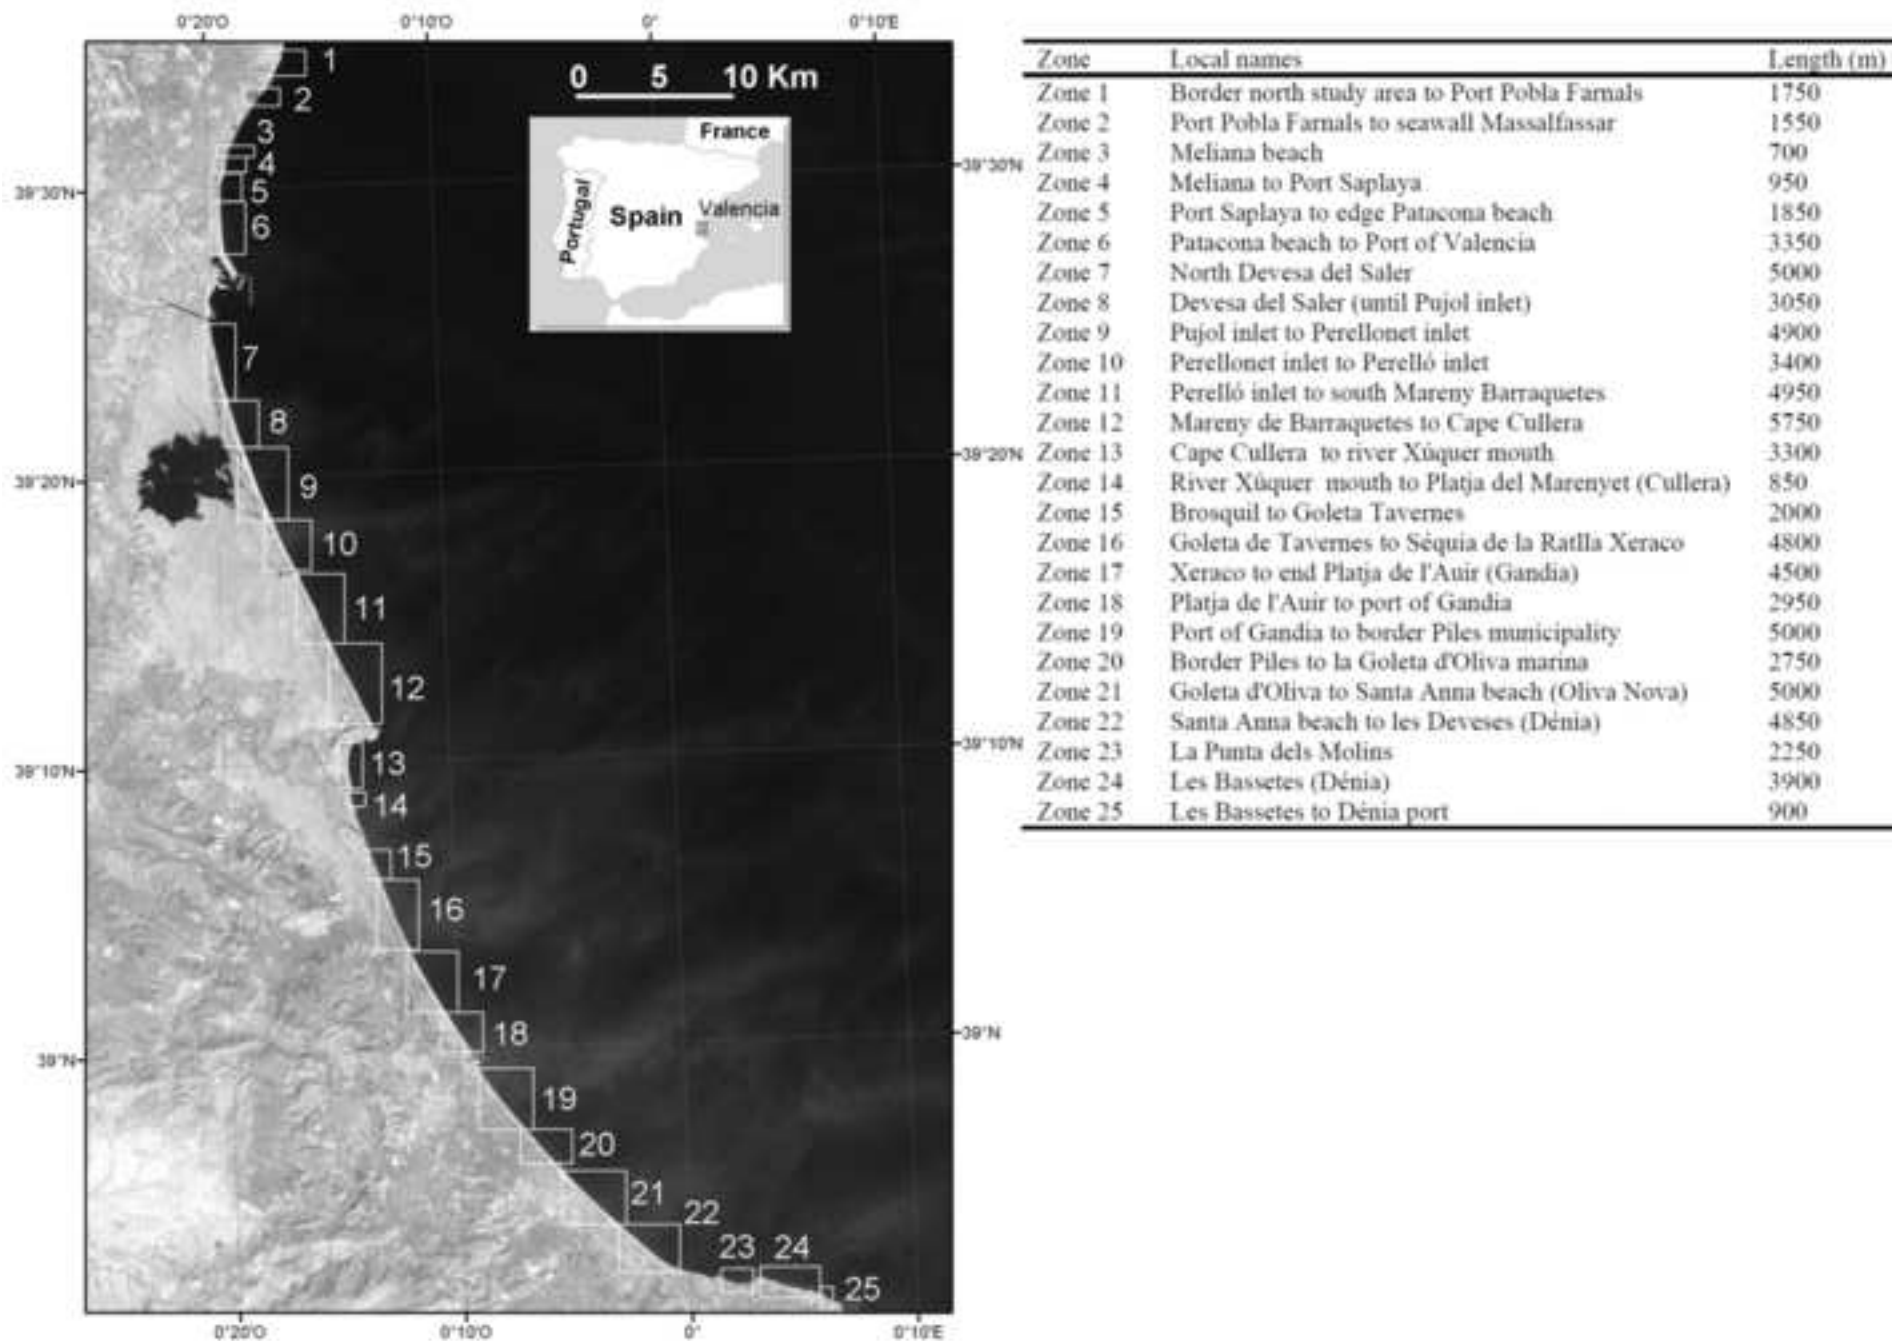 0°20'O 0°10'O 0° 0°10'E
1
2
3
4
5
6
7
8
9
10
11
12
13
14
15
16
17
18
19
20
21
22
23
24
25
0 5 10 Km
France
Portugal
Spain
Valencia
39°30'N
39°20'N
39°10'N
39°N
39°30'N
39°20'N
39°10'N
39°N
0°20'O 0°10'O 0° 0°10'E
Zone Local names Length (m)
Zone 1 Border north study area to Port Pobla Farnals 1750
Zone 2 Port Pobla Farnals to seawall Massalfassar 1550
Zone 3 Meliana beach 700
Zone 4 Meliana to Port Saplaya 950
Zone 5 Port Saplaya to edge Patacona beach 1850
Zone 6 Patacona beach to Port of Valencia 3350
Zone 7 North Devesa del Saler 5000
Zone 8 Devesa del Saler (until Pujol inlet) 3050
Zone 9 Pujol inlet to Perellonet inlet 4900
Zone 10 Perellonet inlet to Perelló inlet 3400
Zone 11 Perelló inlet to south Mareny Barraquetes 4950
Zone 12 Mareny de Barraquetes to Cape Cullera 5750
Zone 13 Cape Cullera to river Xúquer mouth 3300
Zone 14 River Xúquer mouth to Platja del Marenyet (Cullera) 850
Zone 15 Brosquil to Goleta Tavernes 2000
Zone 16 Goleta de Tavernes to Séquia de la Ratlla Xeraco 4800
Zone 17 Xeraco to end Platja de l'Auir (Gandia) 4500
Zone 18 Platja de l'Auir to port of Gandia 2950
Zone 19 Port of Gandia to border Piles municipality 5000
Zone 20 Border Piles to la Goleta d'Oliva marina 2750
Zone 21 Goleta d'Oliva to Santa Anna beach (Oliva Nova) 5000
Zone 22 Santa Anna beach to les Deveses (Dénia) 4850
Zone 23 La Punta dels Molins 2250
Zone 24 Les Bassetes (Dénia) 3900
Zone 25 Les Bassetes to Dénia port 900